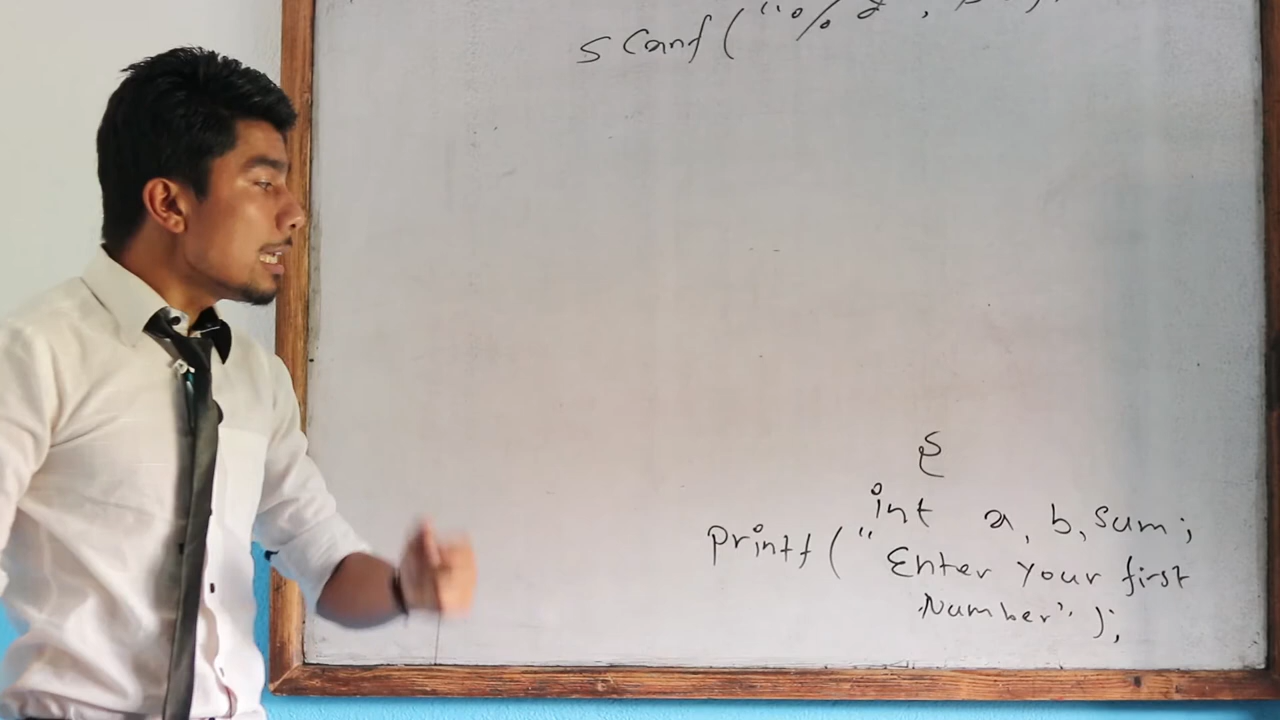 scanf("%d,
{
int a, b, sum;
printf("Enter your first
Number");